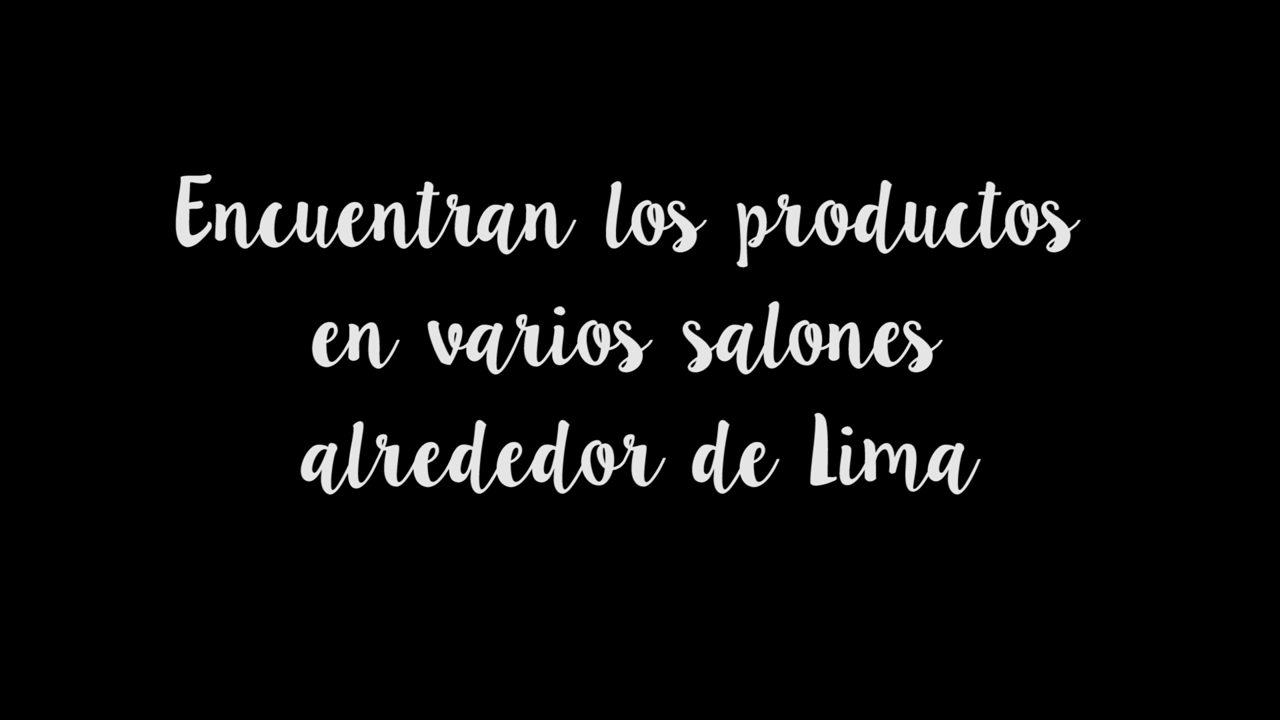 Encuentran los productos
en varios salones
alrededor de Lima